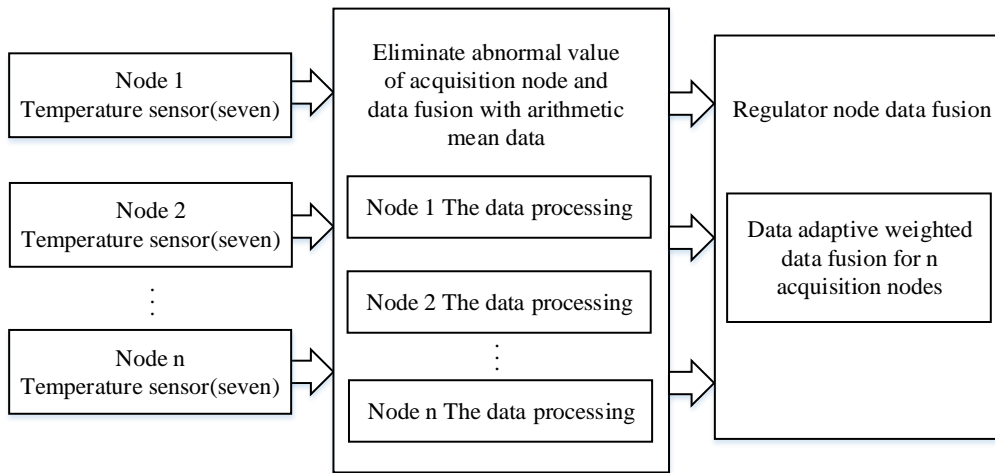 Node 1
Temperature sensor(seven)
Node 2
Temperature sensor(seven)
⋮
Node n
Temperature sensor(seven)
Eliminate abnormal value
of acquisition node and
data fusion with arithmetic
mean data
Node 1 The data processing
Node 2 The data processing
⋮
Node n The data processing
Regulator node data fusion
Data adaptive weighted
data fusion for n
acquisition nodes